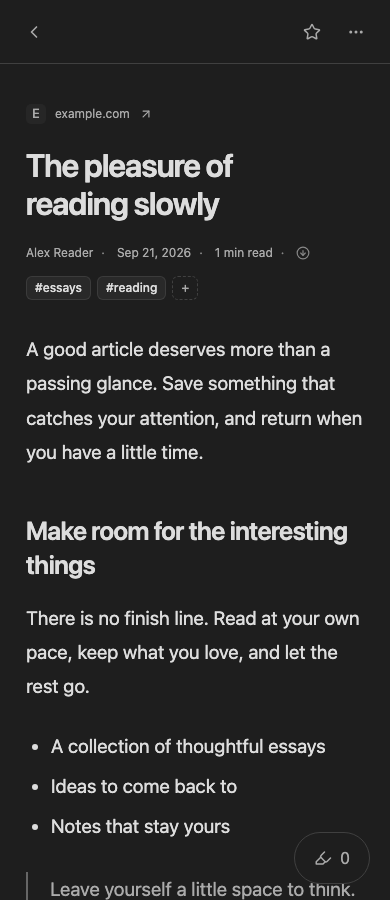 E example.com
The pleasure of
reading slowly
Alex Reader · Sep 21, 2026 · 1 min read ·
#essays #reading +
A good article deserves more than a
passing glance. Save something that
catches your attention, and return when
you have a little time.
Make room for the interesting
things
There is no finish line. Read at your own
pace, keep what you love, and let the
rest go.
• A collection of thoughtful essays
• Ideas to come back to
• Notes that stay yours
0
Leave yourself a little space to think.